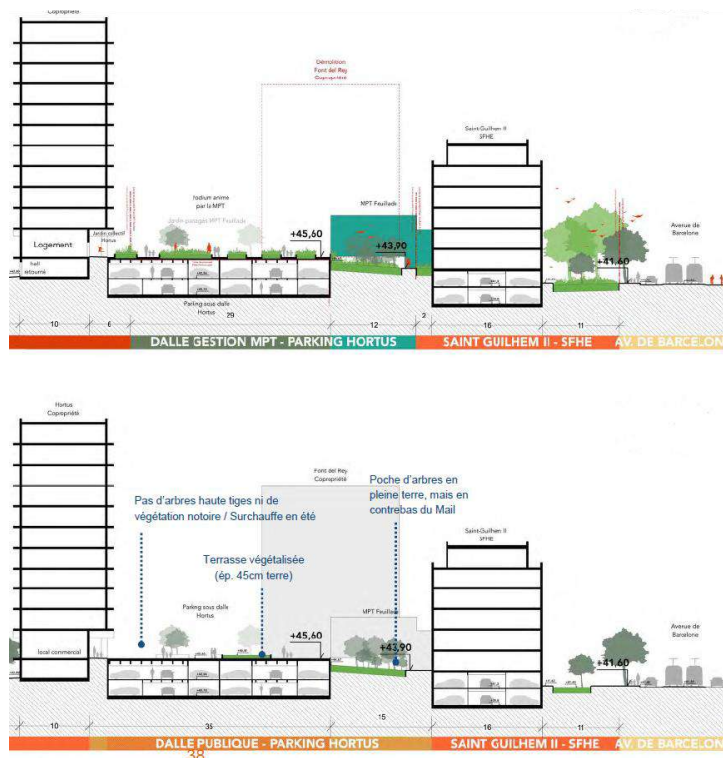 Copropriété
Démolition
Font del Rey
Copropriété
Saint-Guilhem II
SFHE
Podium animé
par la MPT
MPT Feuillade
Jardin partagé MPT Feuillade
Jardin collectif
Hortus
+45,60
+43,90
Avenue de
Barcelone
Logement
+41,60
hall
retourné
Parking sous dalle
Hortus
10
6
29
12
2
16
11
DALLE GESTION MPT - PARKING HORTUS
SAINT GUILHEM II - SFHE
AV. DE BARCELON
Hortus
Copropriété
Font del Rey
Copropriété
Poche d'arbres en
pleine terre, mais en
contrebas du Mail
Pas d'arbres haute tiges ni de
végétation notoire / Surchauffe en été
Saint-Guilhem II
SFHE
Terrasse végétalisée
(ép. 45cm terre)
Parking sous dalle
Hortus
MPT Feuillade
+45,60
+43,90
Avenue de
Barcelone
local commercial
+41,60
10
35
15
16
11
DALLE PUBLIQUE - PARKING HORTUS
SAINT GUILHEM II - SFHE
AV. DE BARCELON
38